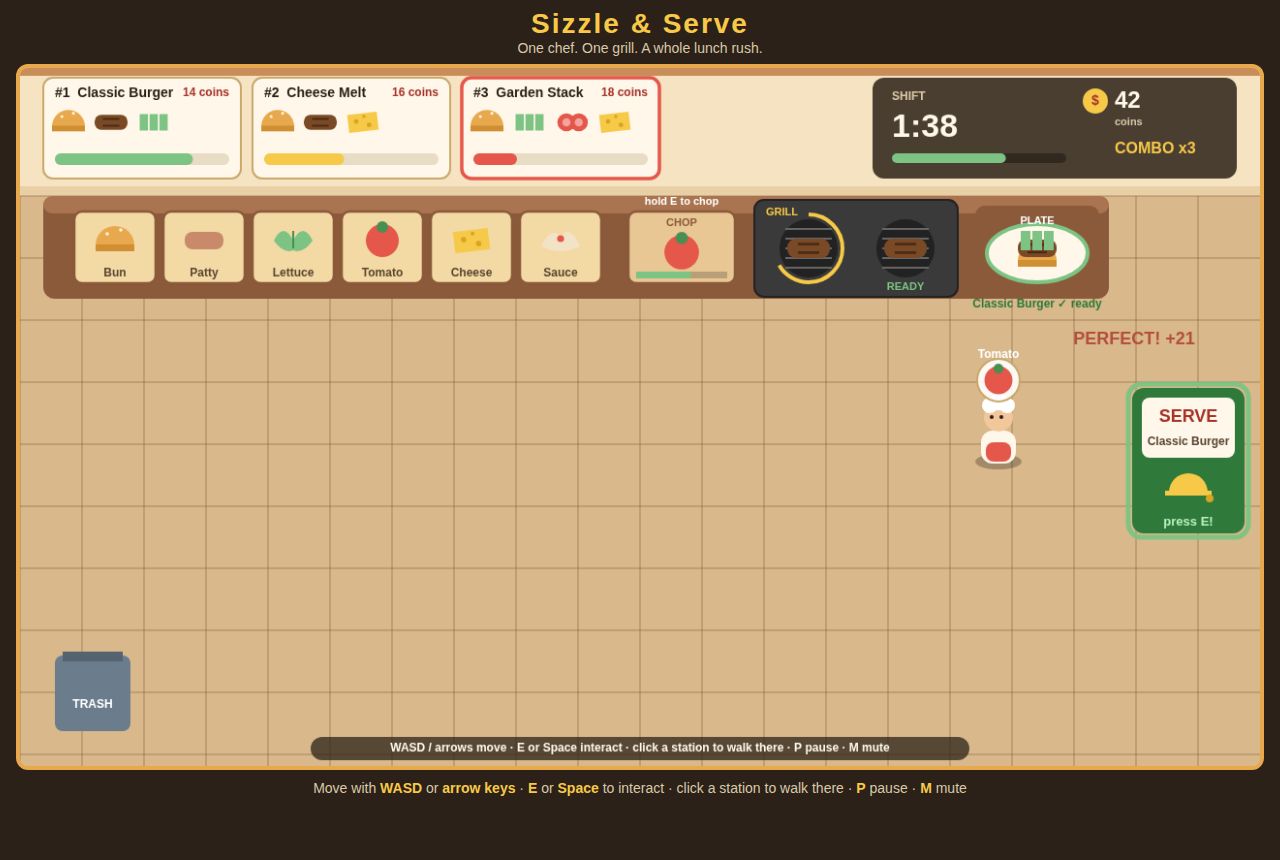 Sizzle & Serve
One chef. One grill. A whole lunch rush.
#1 Classic Burger 14 coins
#2 Cheese Melt 16 coins
#3 Garden Stack 18 coins
SHIFT
1:38
$ 42
coins
COMBO x3
hold E to chop
Bun
Patty
Lettuce
Tomato
Cheese
Sauce
CHOP
GRILL
READY
PLATE
Classic Burger ✓ ready
PERFECT! +21
Tomato
SERVE
Classic Burger
press E!
TRASH
WASD / arrows move · E or Space interact · click a station to walk there · P pause · M mute
Move with WASD or arrow keys · E or Space to interact · click a station to walk there · P pause · M mute